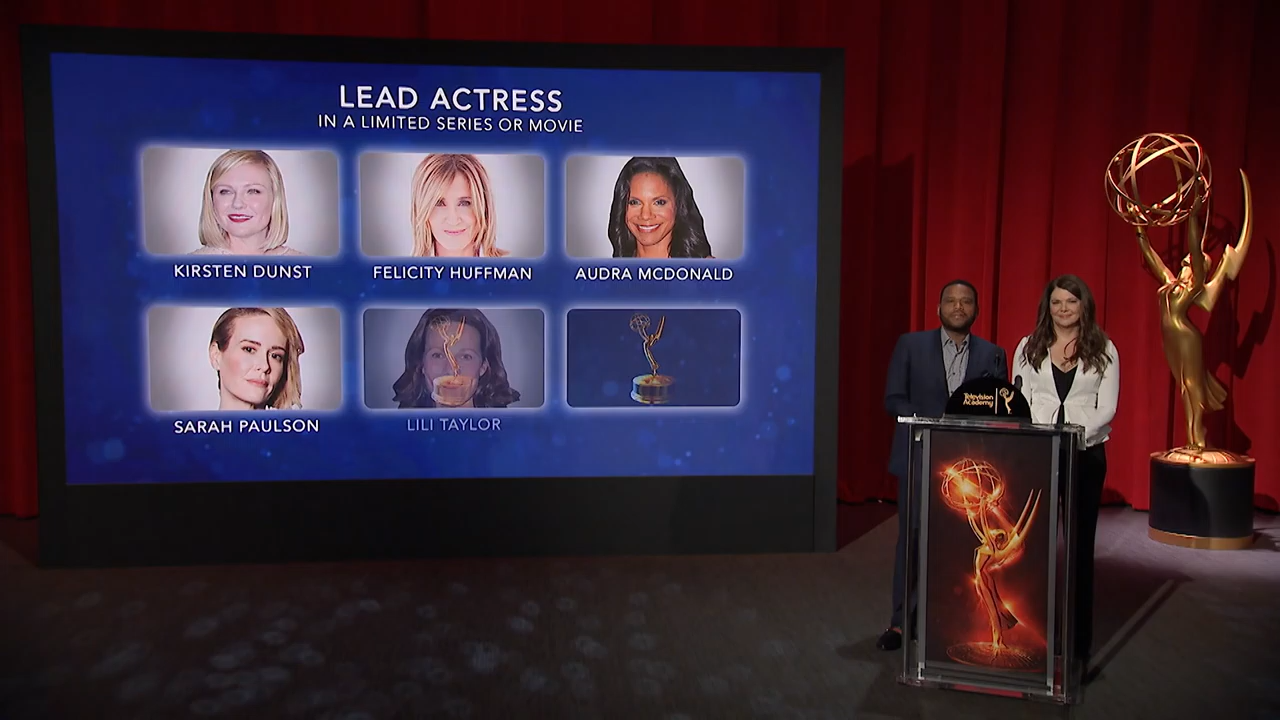 LEAD ACTRESS
IN A LIMITED SERIES OR MOVIE
KIRSTEN DUNST
FELICITY HUFFMAN
AUDRA MCDONALD
SARAH PAULSON
LILI TAYLOR
Television
Academy